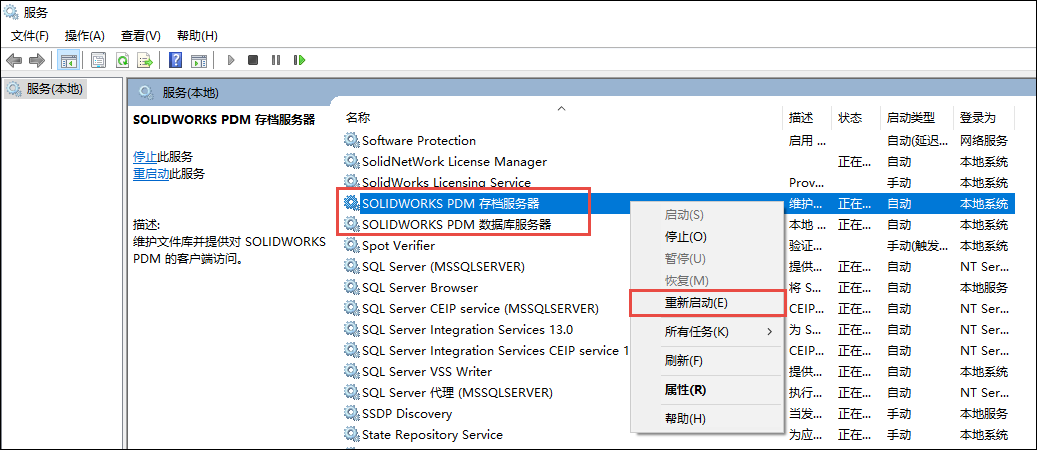 服务
文件(F) 操作(A) 查看(V) 帮助(H)
服务(本地)
服务(本地)
SOLIDWORKS PDM 存档服务器
停止此服务
重启动此服务
描述:
维护文件库并提供对 SOLIDWORKS
PDM 的客户端访问。
名称 描述 状态 启动类型 登录为
Software Protection 启用 ... 自动(延迟... 网络服务
SolidNetWork License Manager 正在... 自动 本地系统
SolidWorks Licensing Service Prov... 手动 本地系统
SOLIDWORKS PDM 存档服务器 维护... 正在... 自动 本地系统
SOLIDWORKS PDM 数据库服务器 本地 ... 正在... 自动 本地系统
Spot Verifier 验证... 手动(触发... 本地系统
SQL Server (MSSQLSERVER) 提供... 正在... 自动 NT Ser...
SQL Server Browser 将 S... 正在... 自动 本地服务
SQL Server CEIP service (MSSQLSERVER) CEIP... 正在... 自动 NT Ser...
SQL Server Integration Services 13.0 为 S... 正在... 自动 NT Ser...
SQL Server Integration Services CEIP service 1 CEIP... 正在... 自动 NT Ser...
SQL Server VSS Writer 提供... 正在... 自动 本地系统
SQL Server 代理 (MSSQLSERVER) 执行... 正在... 自动 NT Ser...
SSDP Discovery 当发... 正在... 手动 本地服务
State Repository Service 为应... 正在... 手动 本地系统
启动(S)
停止(O)
暂停(U)
恢复(M)
重新启动(E)
所有任务(K)
刷新(F)
属性(R)
帮助(H)